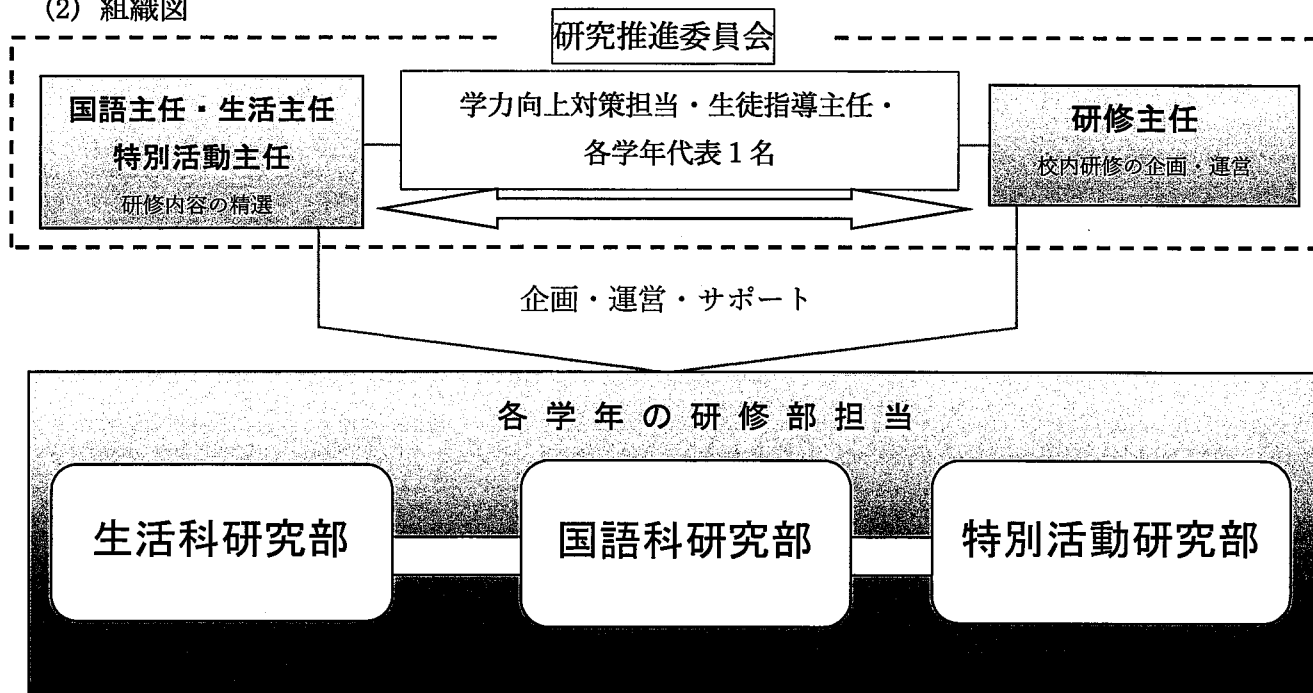 (2) 組織図
研究推進委員会
国語主任・生活主任
特別活動主任
研修内容の精選
学力向上対策担当・生徒指導主任・
各学年代表1名
研修主任
校内研修の企画・運営
企画・運営・サポート
各学年の研修部担当
生活科研究部
国語科研究部
特別活動研究部